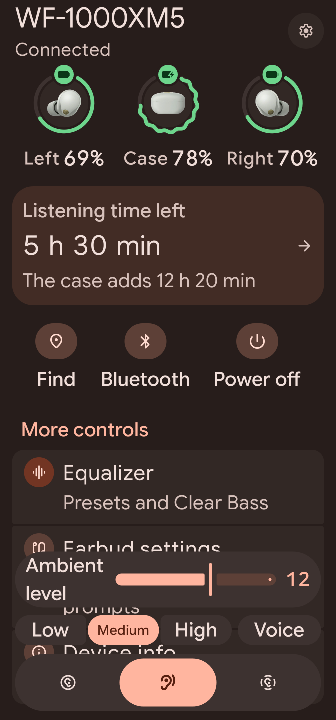 WF-1000XM5
Connected
Left 69% Case 78% Right 70%
Listening time left
5 h 30 min
The case adds 12 h 20 min
Find Bluetooth Power off
More controls
Equalizer
Presets and Clear Bass
Earbud settings
Ambient level 12
prompts
Low Medium High Voice
Device info